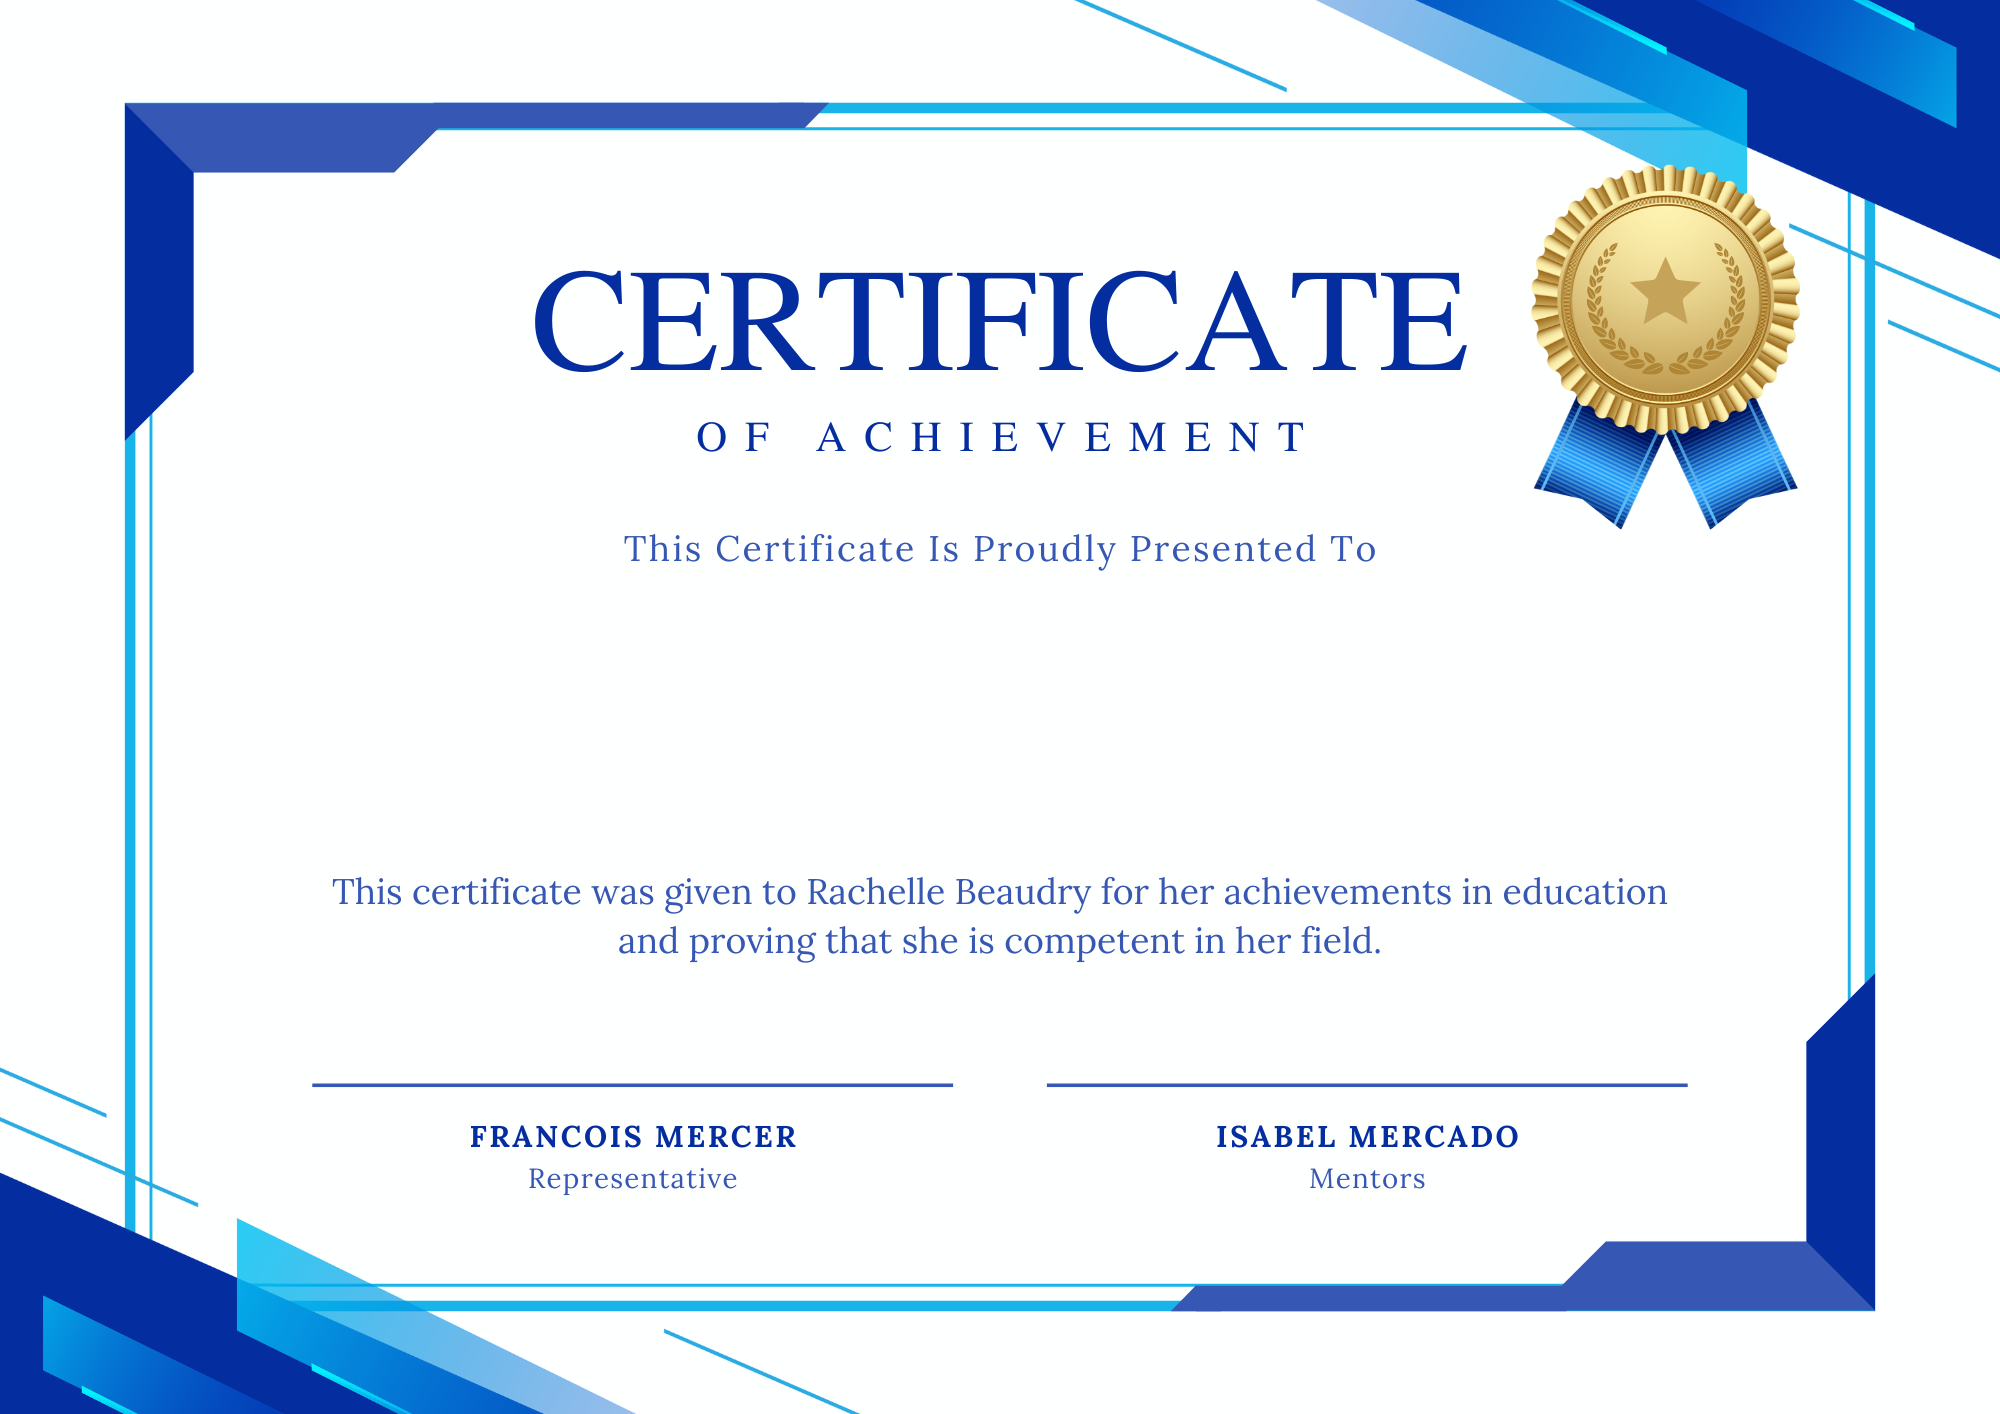 CERTIFICATE
OF ACHIEVEMENT
This Certificate Is Proudly Presented To
This certificate was given to Rachelle Beaudry for her achievements in education
and proving that she is competent in her field.
FRANCOIS MERCER
Representative
ISABEL MERCADO
Mentors